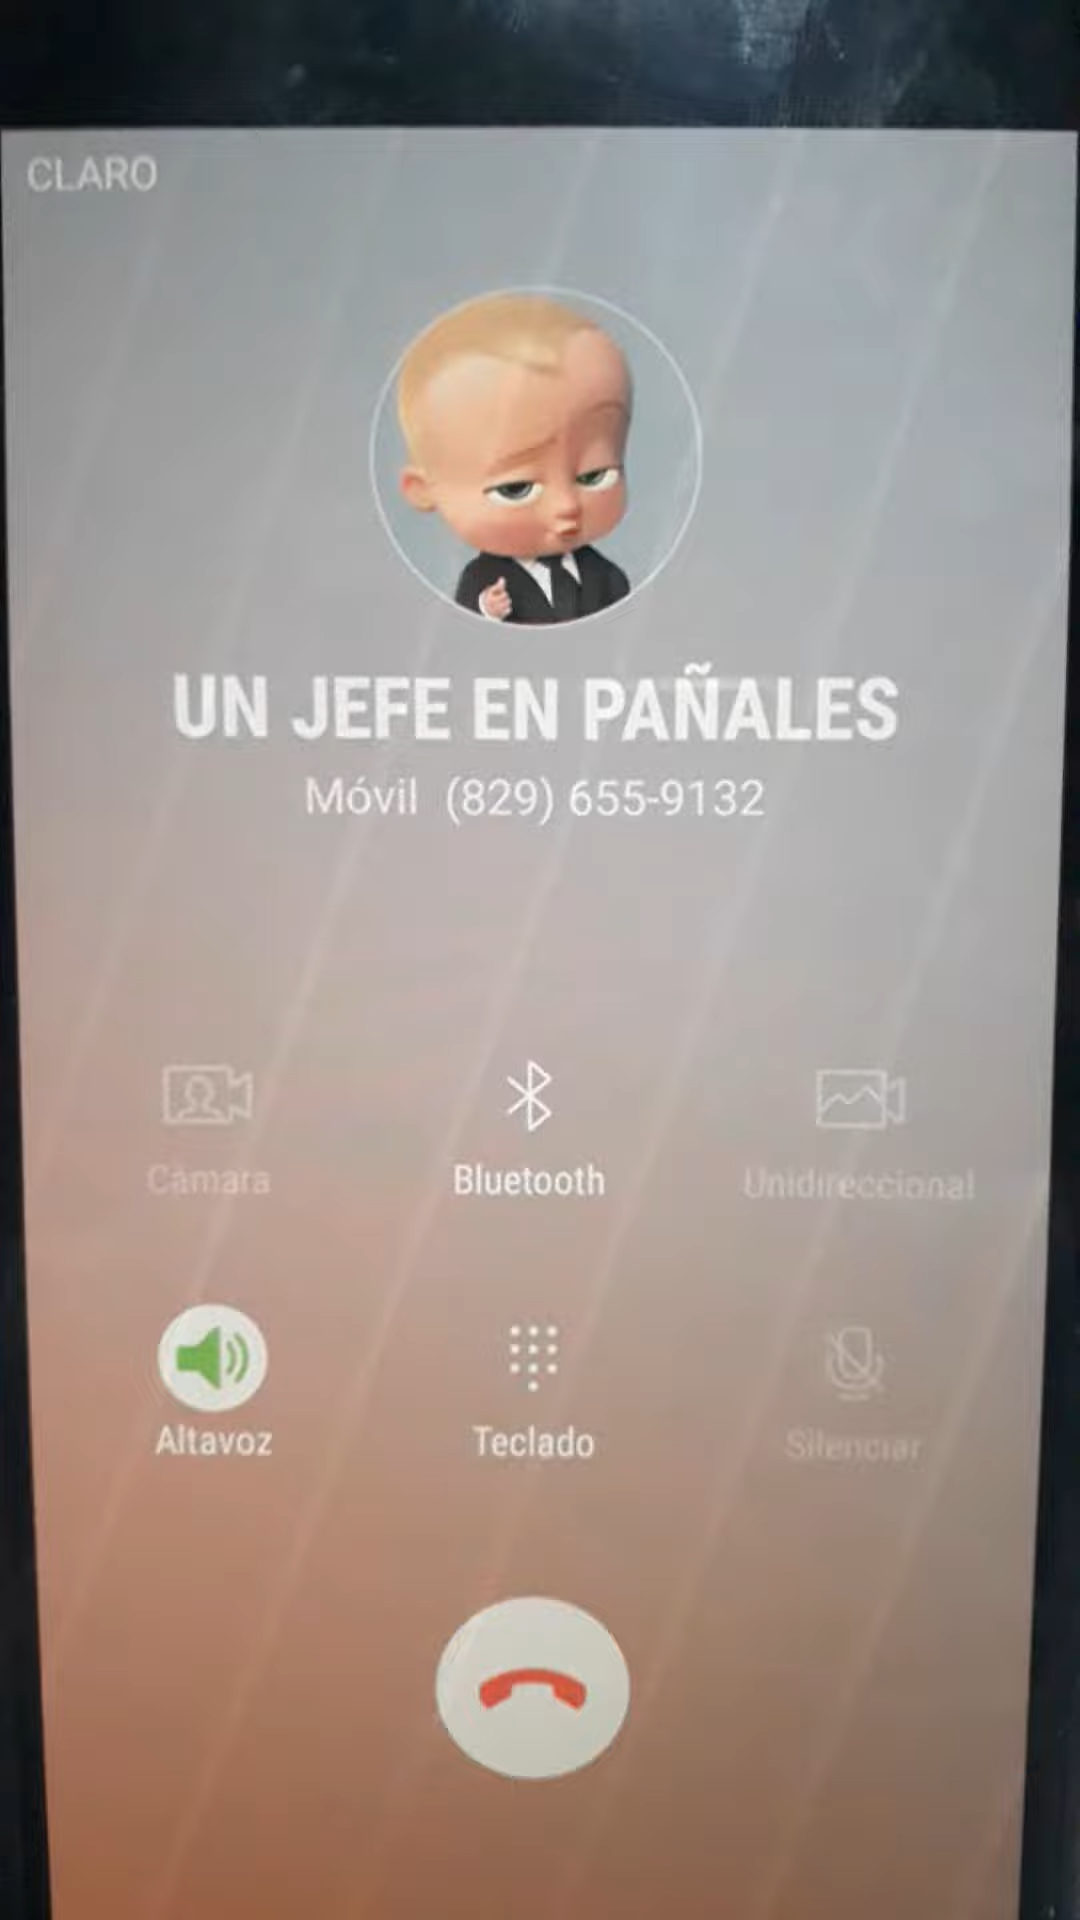 CLARO
UN JEFE EN PAÑALES
Móvil (829) 655-9132
Cámara
Bluetooth
Unidireccional
Altavoz
Teclado
Silenciar